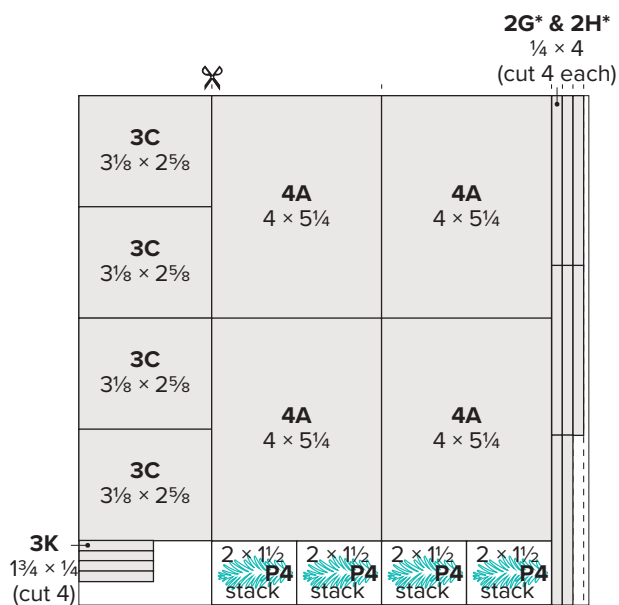 2G* & 2H*
¼ × 4
(cut 4 each)
3C
3⅛ × 2⅝
4A
4 × 5¼
4A
4 × 5¼
3C
3⅛ × 2⅝
3C
3⅛ × 2⅝
4A
4 × 5¼
4A
4 × 5¼
3C
3⅛ × 2⅝
3K
1¾ × ¼
(cut 4)
2 × 1½
P4
stack
2 × 1½
P4
stack
2 × 1½
P4
stack
2 × 1½
P4
stack